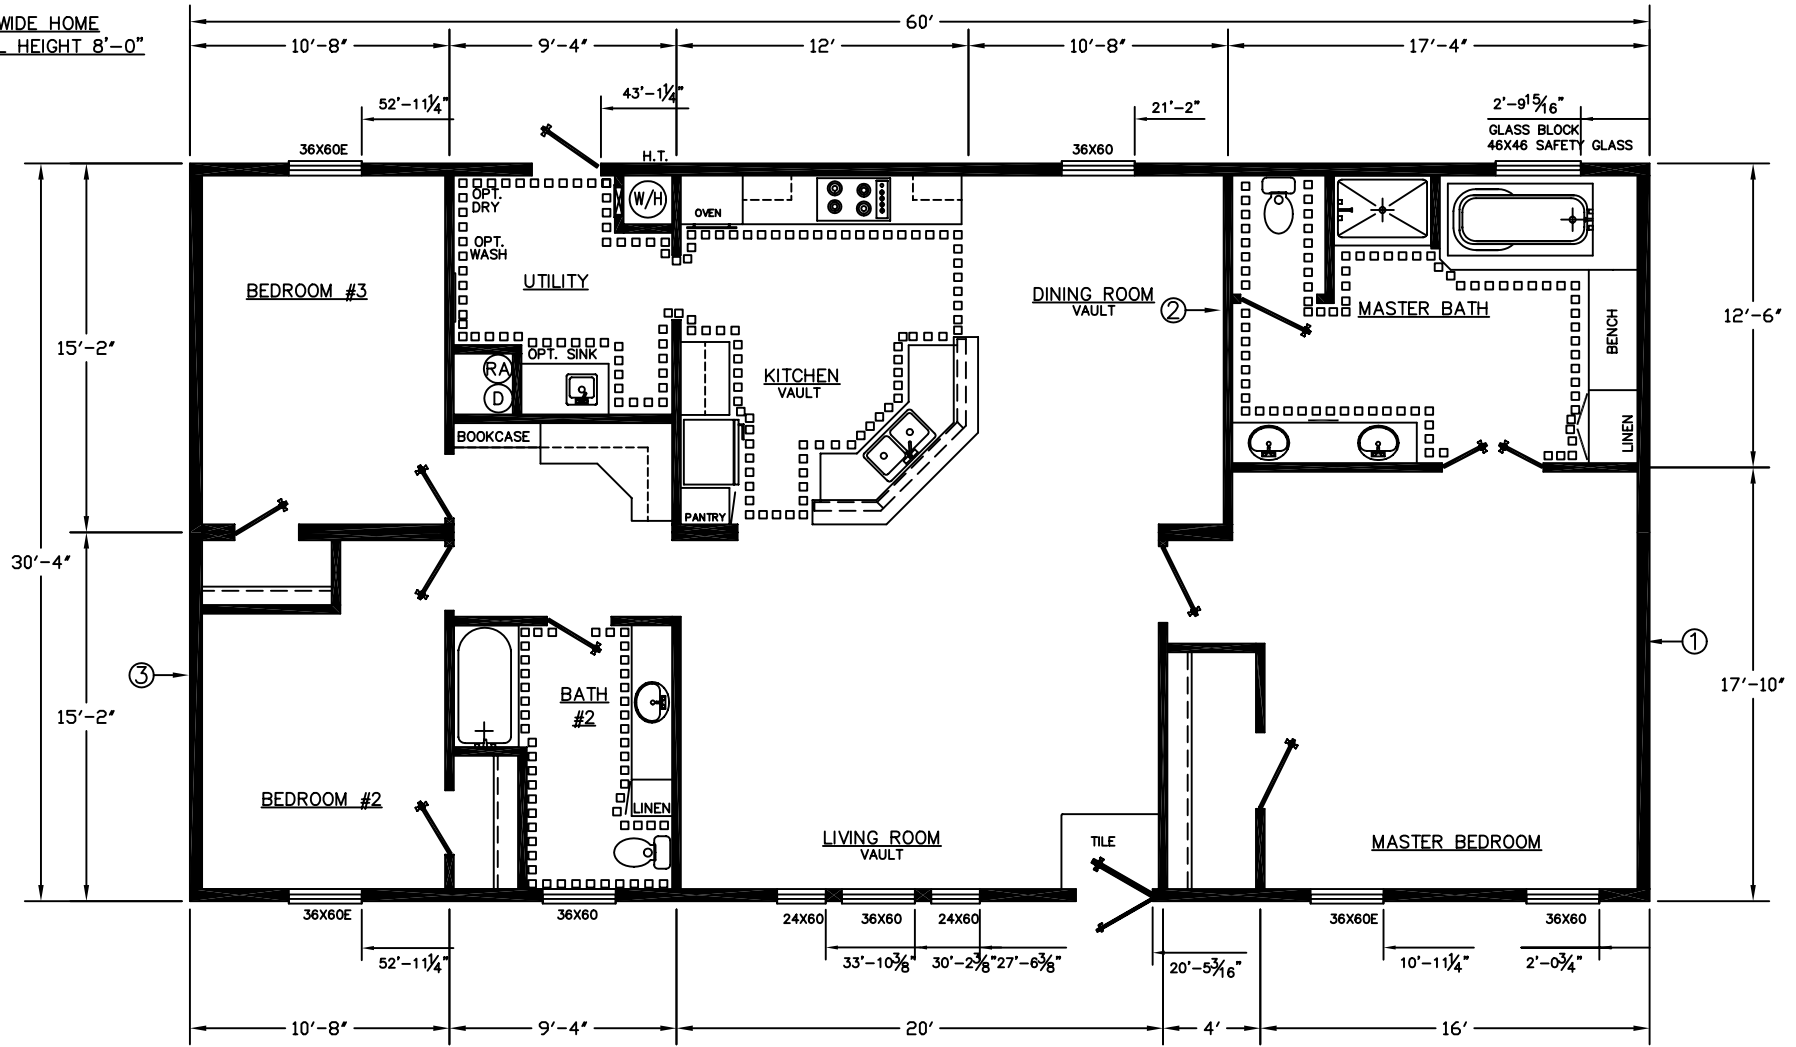 WIDE HOME
HEIGHT 8'-0"
60'
10'-8" 9'-4" 12' 10'-8" 17'-4"
52'-11¼" 43'-1¼" 21'-2" 2'-9 15/16"
GLASS BLOCK
46X46 SAFETY GLASS
36X60E H.T. 36X60
OPT.
DRY
W/H
OVEN
OPT.
WASH
UTILITY
BEDROOM #3
DINING ROOM
VAULT
2
MASTER BATH
BENCH
12'-6"
15'-2"
OPT. SINK
RA
D
KITCHEN
VAULT
LINEN
BOOKCASE
PANTRY
30'-4"
1
3
17'-10"
15'-2"
BATH
#2
BEDROOM #2
LINEN
LIVING ROOM
VAULT
TILE
MASTER BEDROOM
36X60E 36X60 24X60 36X60 24X60 36X60E 36X60
52'-11¼" 33'-10⅜" 30'-2⅜" 27'-6⅜" 20'-5 3/16" 10'-11¼" 2'-0¾"
10'-8" 9'-4" 20' 4' 16'